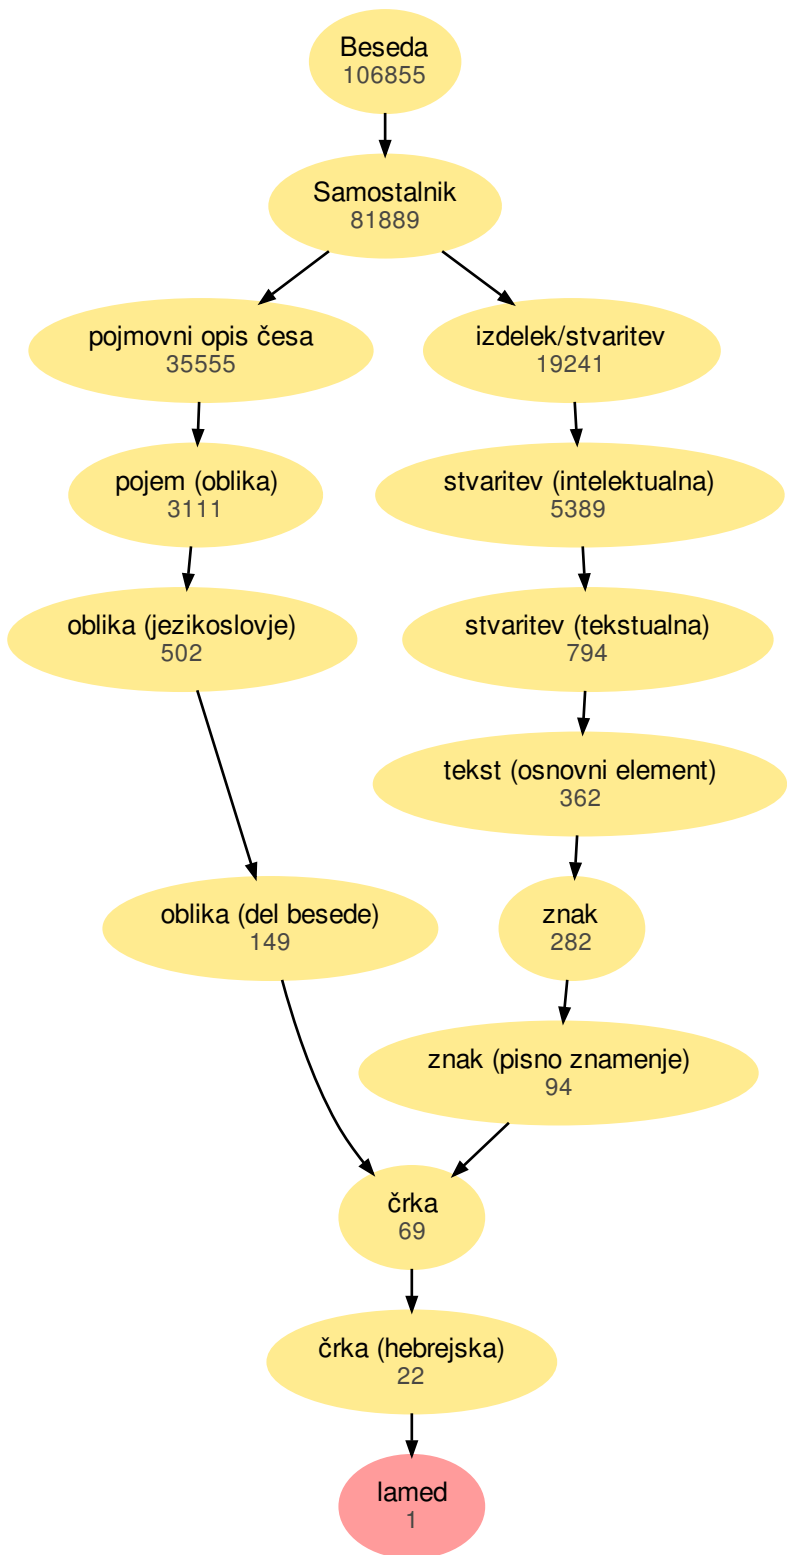 Beseda
106855
Samostalnik
81889
pojmovni opis česa
35555
izdelek/stvaritev
19241
pojem (oblika)
3111
stvaritev (intelektualna)
5389
oblika (jezikoslovje)
502
stvaritev (tekstualna)
794
tekst (osnovni element)
362
oblika (del besede)
149
znak
282
znak (pisno znamenje)
94
črka
69
črka (hebrejska)
22
lamed
1